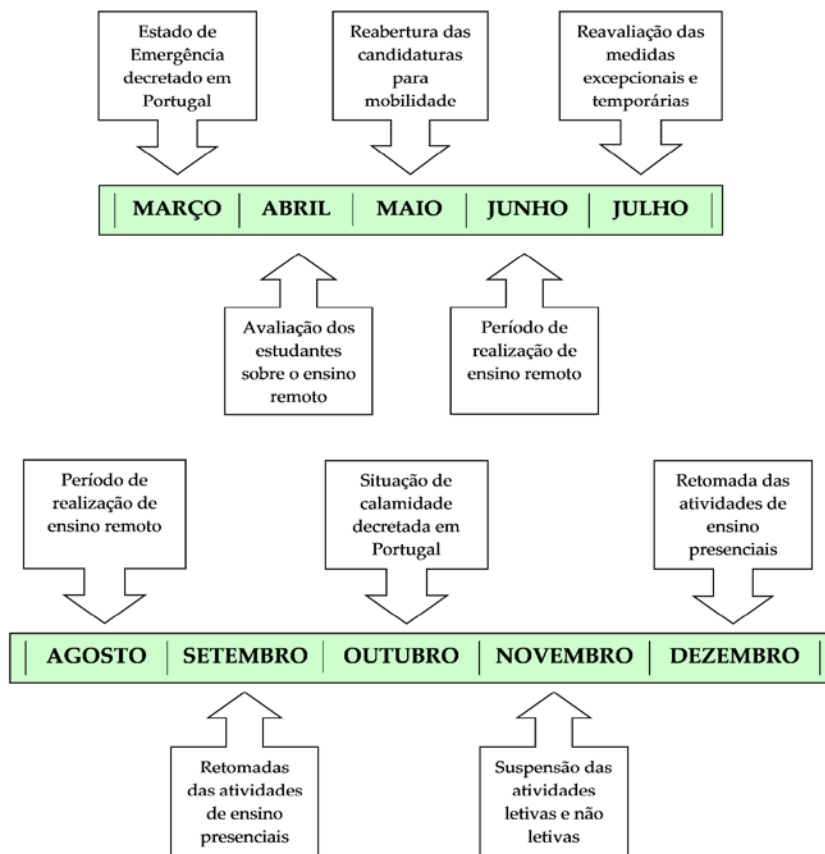 Estado de
Emergência
decretado em
Portugal
Reabertura das
candidaturas
para
mobilidade
Reavaliação das
medidas
excepcionais e
temporárias
MARÇO ABRIL MAIO JUNHO JULHO
Avaliação dos
estudantes
sobre o ensino
remoto
Período de
realização de
ensino remoto
Período de
realização de
ensino remoto
Situação de
calamidade
decretada em
Portugal
Retomada das
atividades de
ensino
presenciais
AGOSTO SETEMBRO OUTUBRO NOVEMBRO DEZEMBRO
Retomadas
das atividades
de ensino
presenciais
Suspensão das
atividades
letivas e não
letivas